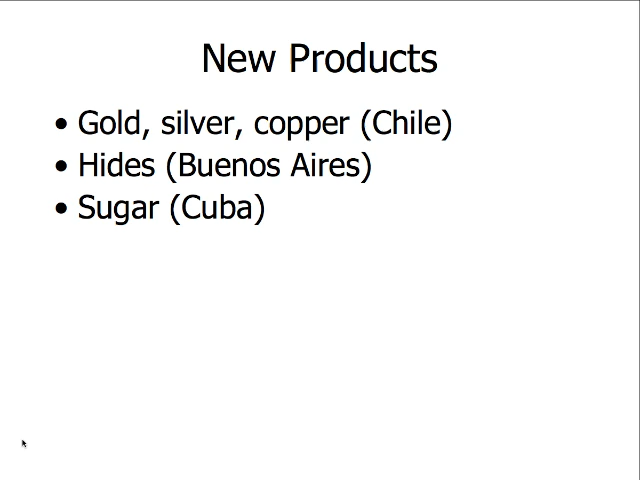 New Products
• Gold, silver, copper (Chile)
• Hides (Buenos Aires)
• Sugar (Cuba)